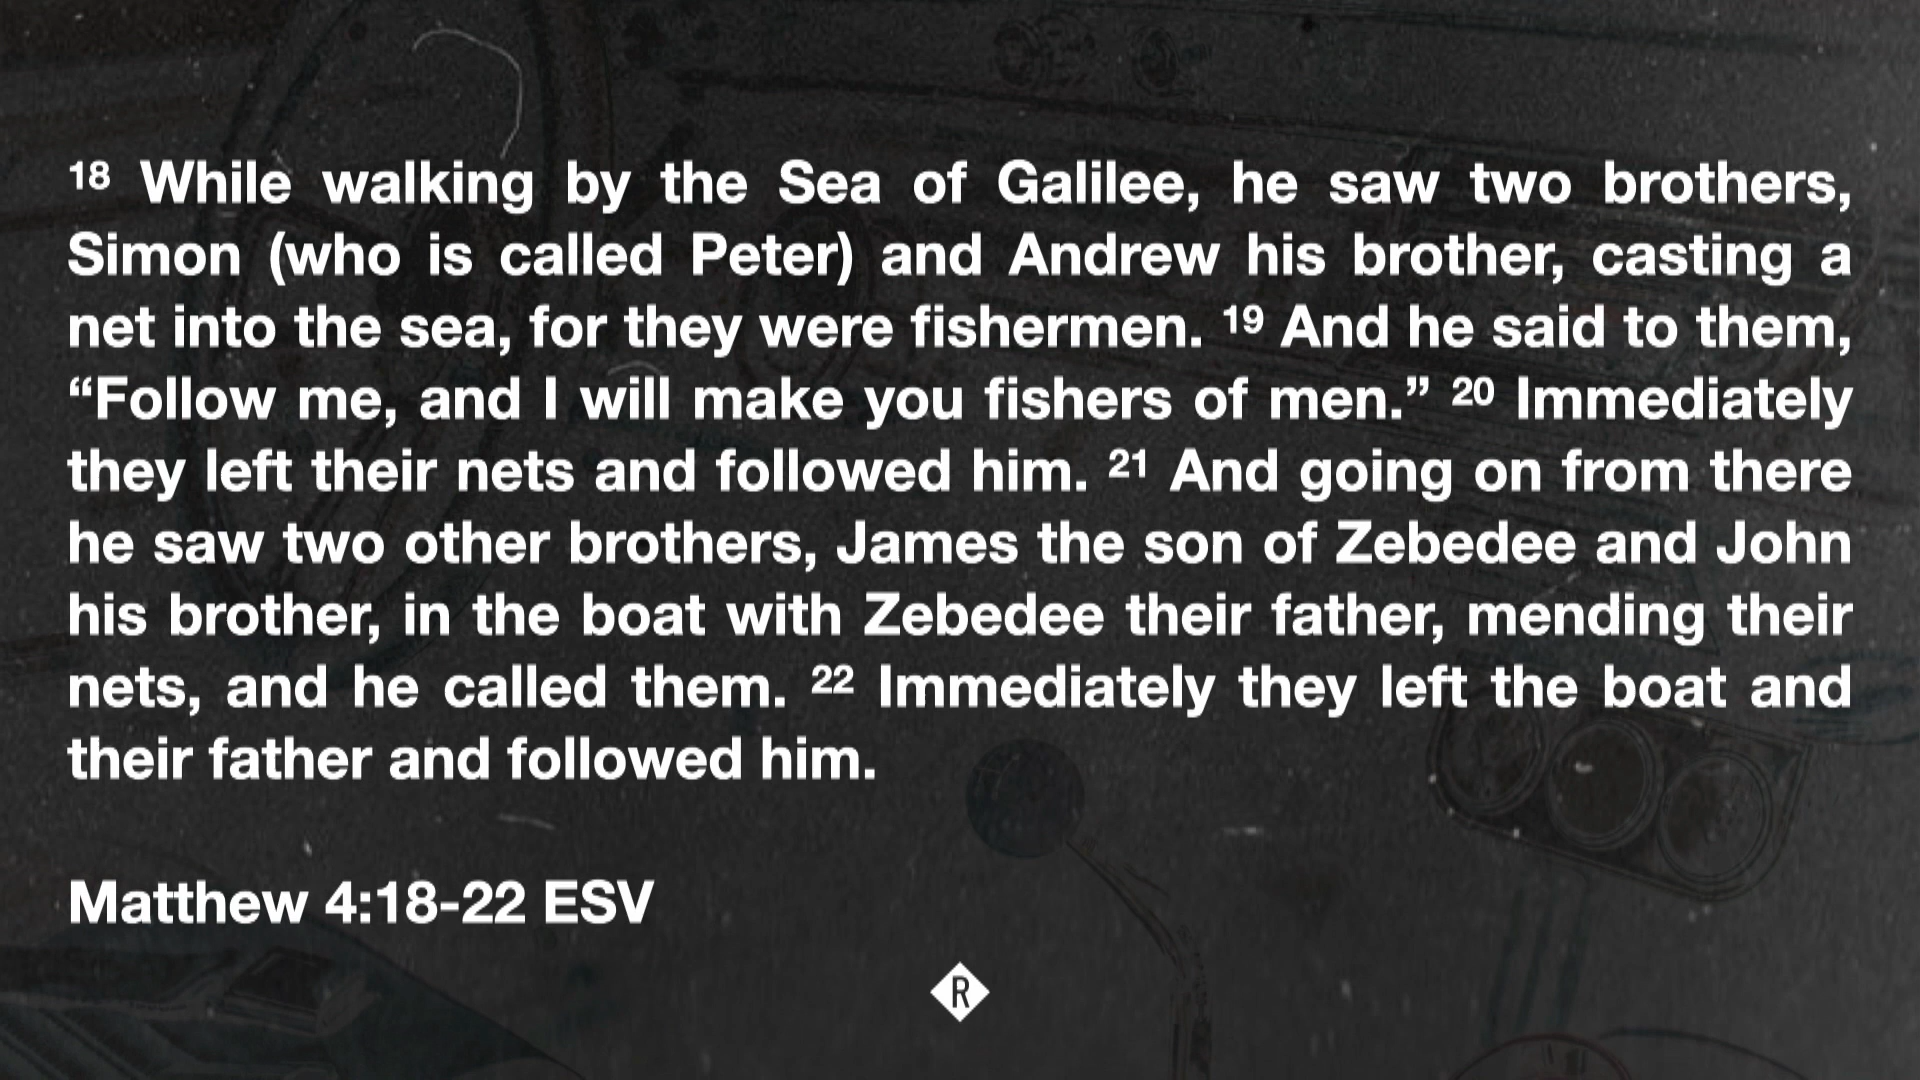 18 While walking by the Sea of Galilee, he saw two brothers,
Simon (who is called Peter) and Andrew his brother, casting a
net into the sea, for they were fishermen. 19 And he said to them,
“Follow me, and I will make you fishers of men.” 20 Immediately
they left their nets and followed him. 21 And going on from there
he saw two other brothers, James the son of Zebedee and John
his brother, in the boat with Zebedee their father, mending their
nets, and he called them. 22 Immediately they left the boat and
their father and followed him.
Matthew 4:18-22 ESV
R